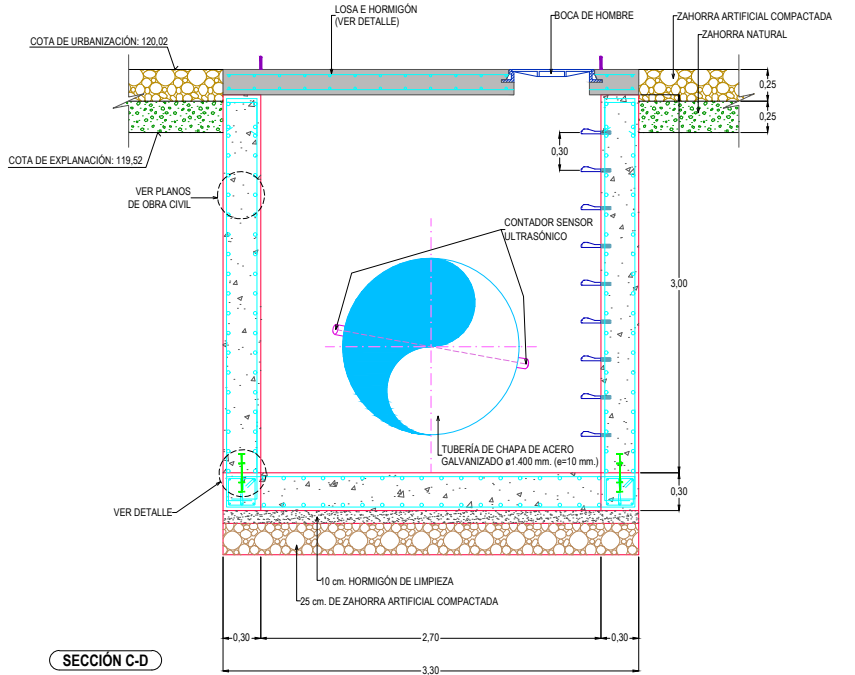 LOSA E HORMIGÓN
(VER DETALLE)
BOCA DE HOMBRE
ZAHORRA ARTIFICIAL COMPACTADA
ZAHORRA NATURAL
COTA DE URBANIZACIÓN: 120,02
0,25
0,25
COTA DE EXPLANACIÓN: 119,52
0,30
VER PLANOS
DE OBRA CIVIL
CONTADOR SENSOR
ULTRASÓNICO
3,00
TUBERÍA DE CHAPA DE ACERO
GALVANIZADO ø1.400 mm. (e=10 mm.)
0,30
VER DETALLE
10 cm. HORMIGÓN DE LIMPIEZA
25 cm. DE ZAHORRA ARTIFICIAL COMPACTADA
0,30
2,70
0,30
SECCIÓN C-D
3,30